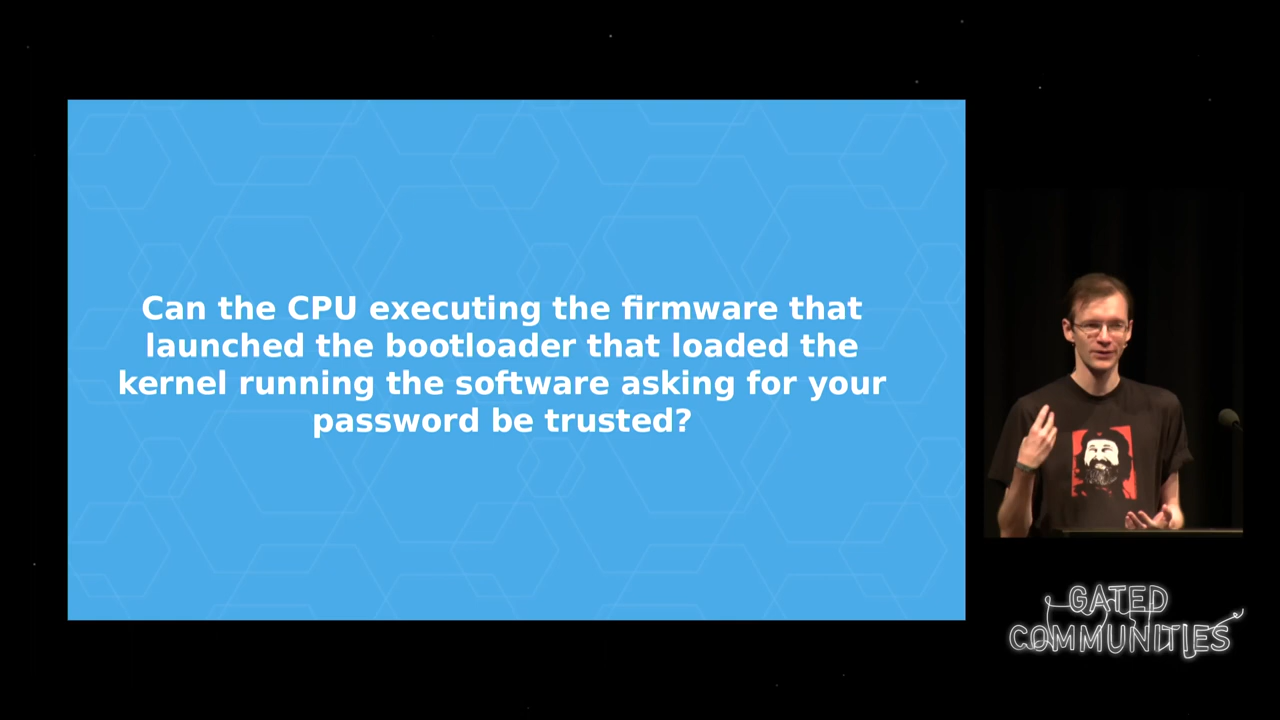 Can the CPU executing the firmware that
launched the bootloader that loaded the
kernel running the software asking for your
password be trusted?
GATED
COMMUNITIES